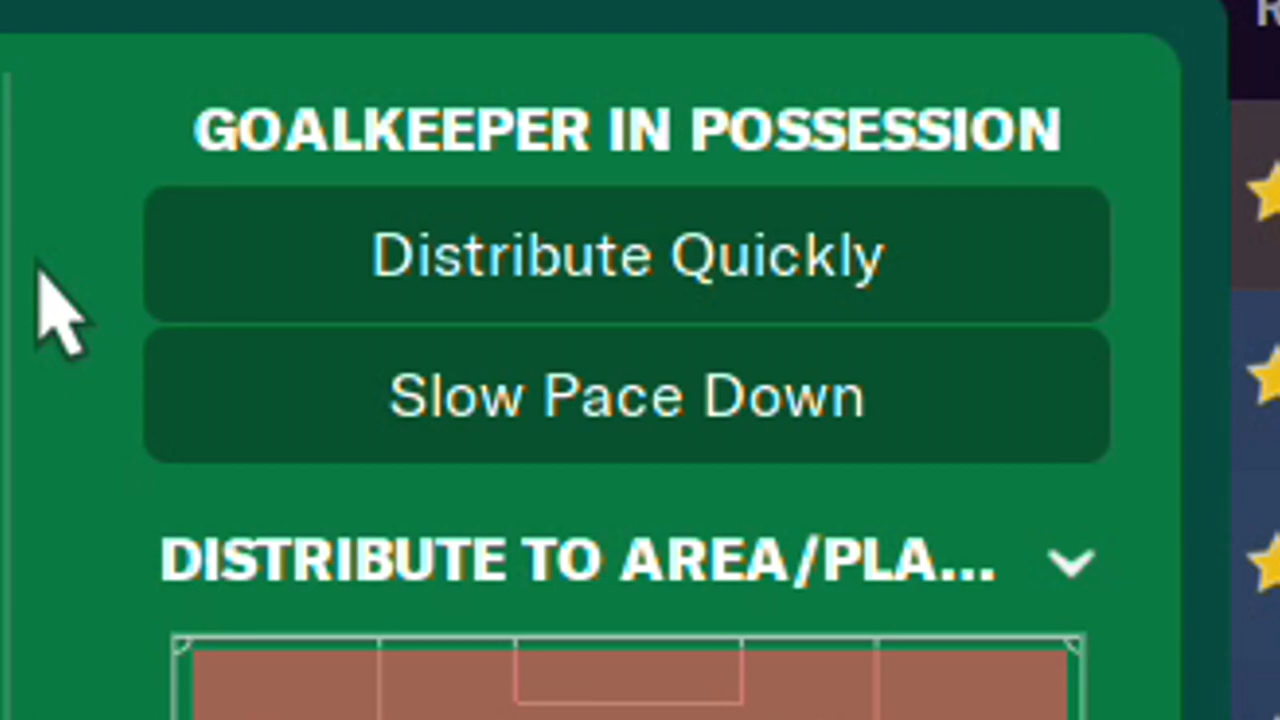 GOALKEEPER IN POSSESSION
Distribute Quickly
Slow Pace Down
DISTRIBUTE TO AREA/PLA...